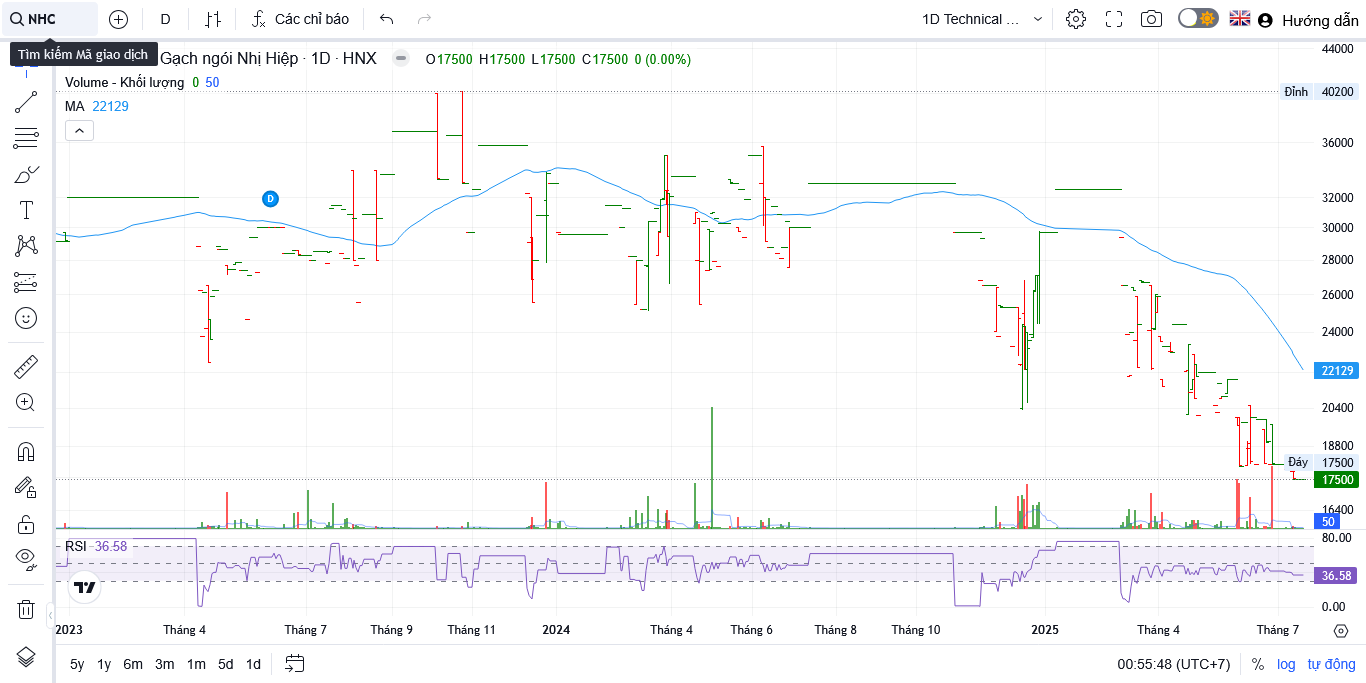 NHC
D
Các chỉ báo
1D Technical ...
Hướng dẫn
Tìm kiếm Mã giao dịch
Gạch ngói Nhị Hiệp · 1D · HNX
O17500 H17500 L17500 C17500 0 (0.00%)
Volume - Khối lượng 0 50
MA 22129
D
44000
Đỉnh 40200
36000
32000
30000
28000
26000
24000
22129
20400
18800
Đáy 17500
17500
16400
50
RSI 36.58
80.00
36.58
0.00
2023 Tháng 4 Tháng 7 Tháng 9 Tháng 11 2024 Tháng 4 Tháng 6 Tháng 8 Tháng 10 2025 Tháng 4 Tháng 7
5y 1y 6m 3m 1m 5d 1d
00:55:48 (UTC+7) % log tự động